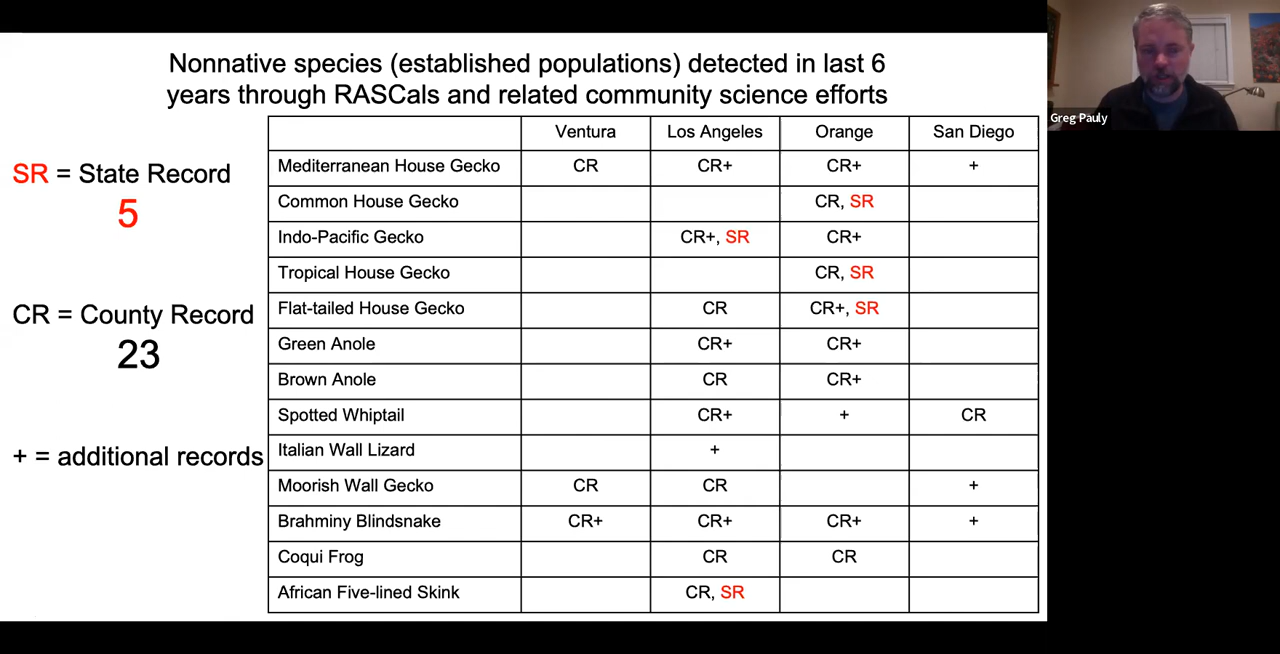 Nonnative species (established populations) detected in last 6
years through RASCals and related community science efforts
Greg Pauly
SR = State Record
5
CR = County Record
23
+ = additional records
Ventura Los Angeles Orange San Diego
Mediterranean House Gecko CR CR+ CR+ +
Common House Gecko CR, SR
Indo-Pacific Gecko CR+, SR CR+
Tropical House Gecko CR, SR
Flat-tailed House Gecko CR CR+, SR
Green Anole CR+ CR+
Brown Anole CR CR+
Spotted Whiptail CR+ + CR
Italian Wall Lizard +
Moorish Wall Gecko CR CR +
Brahminy Blindsnake CR+ CR+ CR+ +
Coqui Frog CR CR
African Five-lined Skink CR, SR